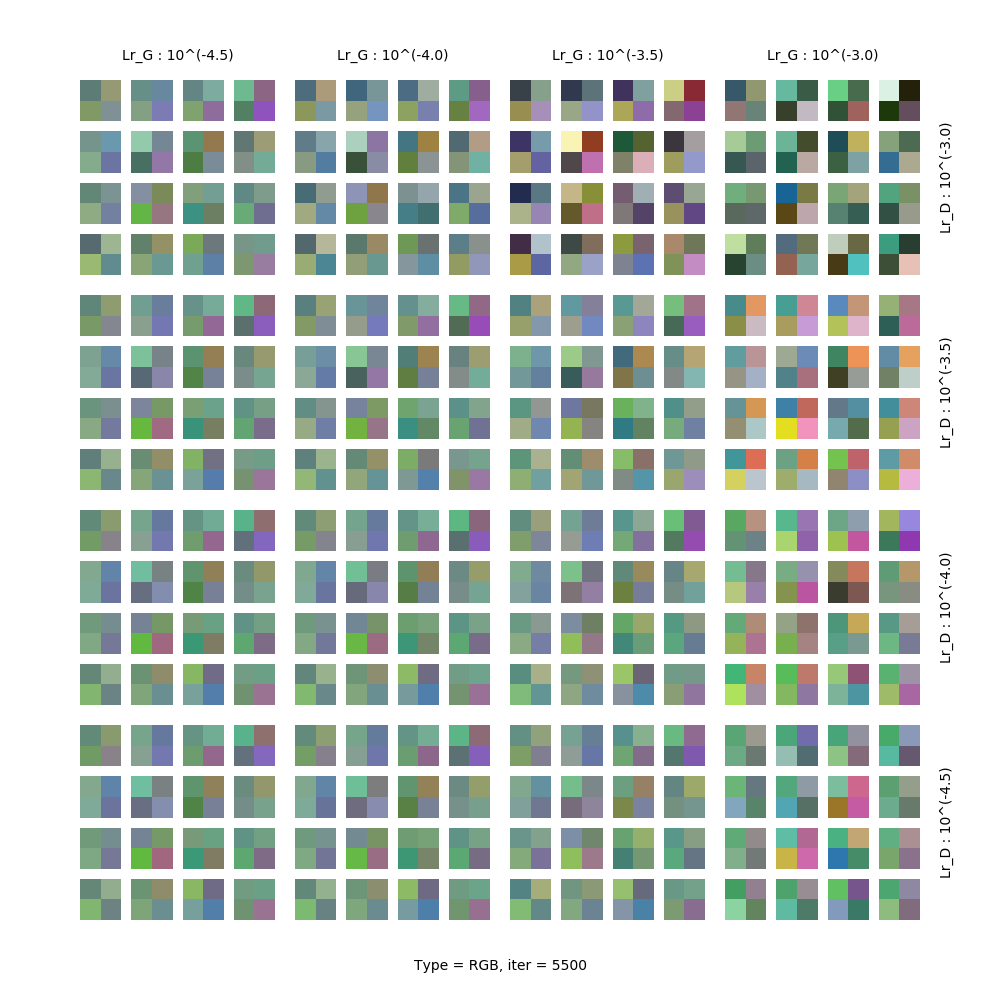 Lr_G : 10^(-4.5)
Lr_G : 10^(-4.0)
Lr_G : 10^(-3.5)
Lr_G : 10^(-3.0)
Lr_D : 10^(-3.0)
Lr_D : 10^(-3.5)
Lr_D : 10^(-4.0)
Lr_D : 10^(-4.5)
Type = RGB, iter = 5500